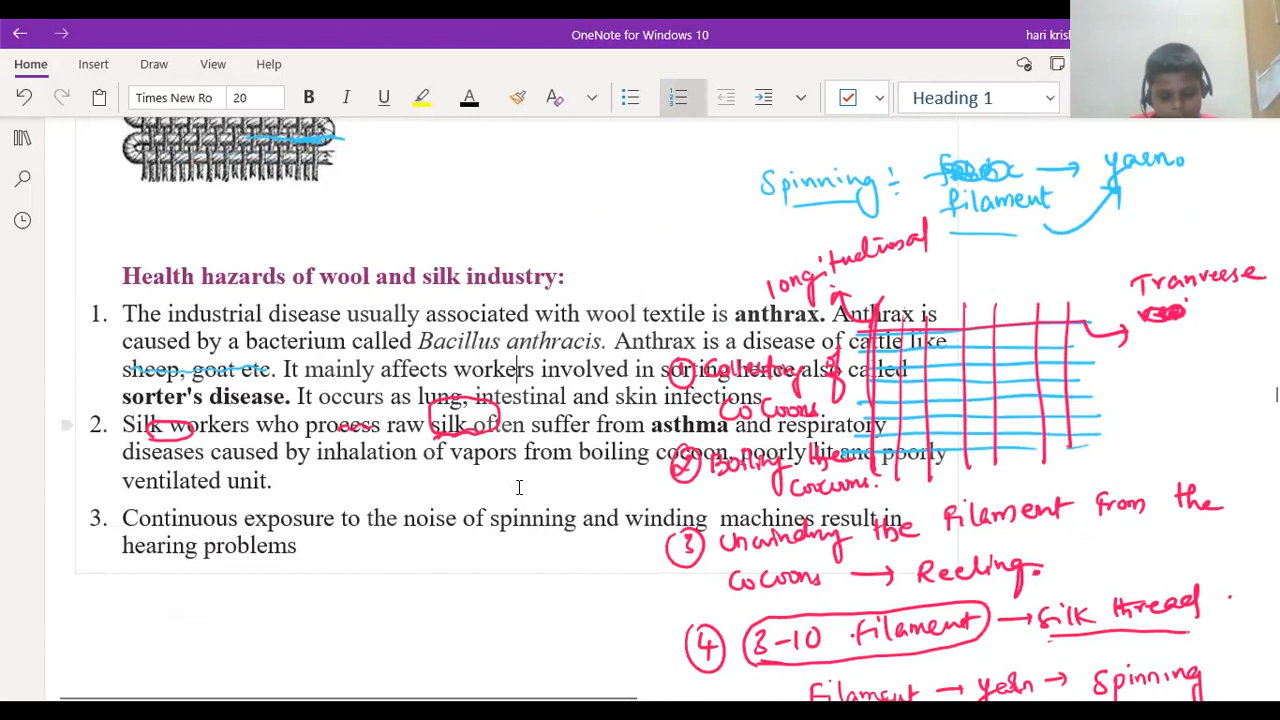 OneNote for Windows 10
hari kris
Home Insert Draw View Help
Times New Ro 20 B I U A Heading 1
Spinning :- filament → yaen.
longitudional
Tranveese
Health hazards of wool and silk industry:
1. The industrial disease usually associated with wool textile is anthrax. Anthrax is
caused by a bacterium called Bacillus anthracis. Anthrax is a disease of cattle like
sheep, goat etc. It mainly affects workers involved in sorting hence also called
sorter's disease. It occurs as lung, intestinal and skin infections.
2. Silk workers who process raw silk often suffer from asthma and respiratory
diseases caused by inhalation of vapors from boiling cocoon, poorly lit and poorly
ventilated unit.
3. Continuous exposure to the noise of spinning and winding machines result in
hearing problems
① Collecting of
Cocoons.
② Boiling the
Cocoons.
③ Unwinding the Filament from the
Cocoons → Reeling.
④ 3-10 Filament → Silk thread.
Filament → yaen → Spinning